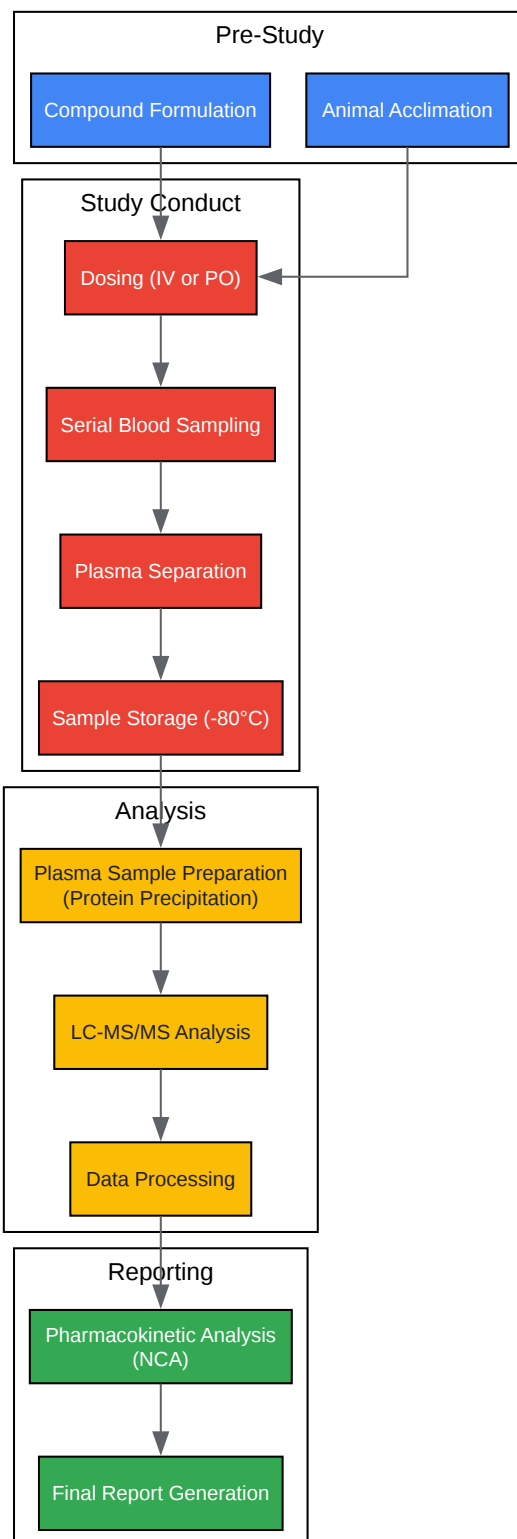 Pre-Study
Compound Formulation
Animal Acclimation
Study Conduct
Dosing (IV or PO)
Serial Blood Sampling
Plasma Separation
Sample Storage (-80°C)
Analysis
Plasma Sample Preparation
(Protein Precipitation)
LC-MS/MS Analysis
Data Processing
Reporting
Pharmacokinetic Analysis
(NCA)
Final Report Generation